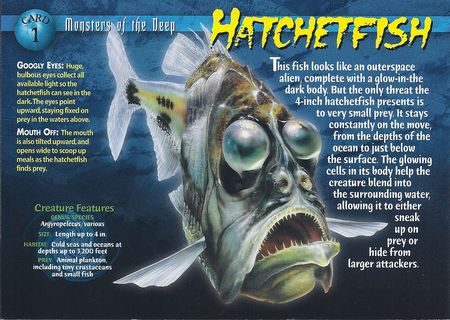 CARD
1
Monsters of the Deep
HATCHETFISH
GOOGLY EYES: Huge,
bulbous eyes collect all
available light so the
hatchetfish can see in the
dark. The eyes point
upward, staying fixed on
prey in the waters above.
MOUTH OFF: The mouth
is also tilted upward, and
opens wide to scoop up
meals as the hatchetfish
finds prey.
This fish looks like an outerspace
alien, complete with a glow-in-the
dark body. But the only threat the
4-inch hatchetfish presents is
to very small prey. It stays
constantly on the move,
from the depths of the
ocean to just below
the surface. The glowing
cells in its body help the
creature blend into
the surrounding water,
allowing it to either
sneak
up on
prey or
hide from
larger attackers.
Creature Features
GENUS/SPECIES:
Argyropelecus/various
SIZE: Length up to 4 in.
HABITAT: Cold seas and oceans at
depths up to 3,200 feet
PREY: Animal plankton,
including tiny crustaceans
and small fish